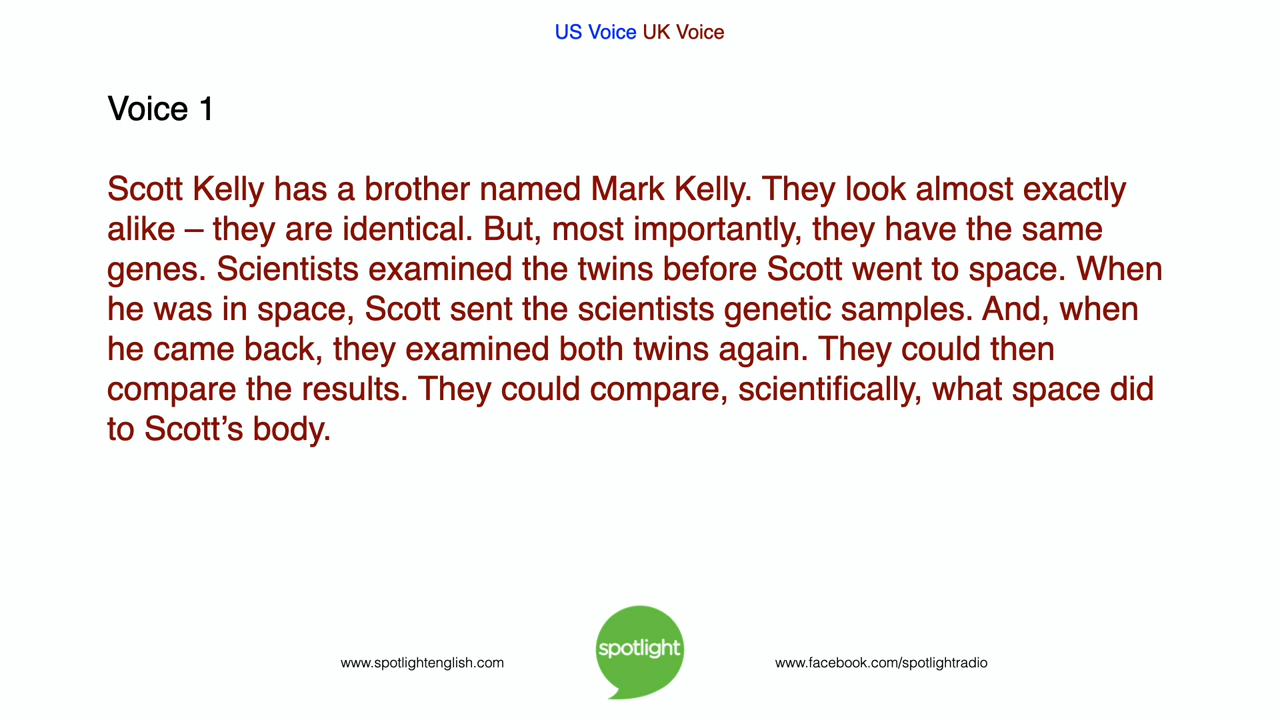 US Voice UK Voice
Voice 1
Scott Kelly has a brother named Mark Kelly. They look almost exactly
alike – they are identical. But, most importantly, they have the same
genes. Scientists examined the twins before Scott went to space. When
he was in space, Scott sent the scientists genetic samples. And, when
he came back, they examined both twins again. They could then
compare the results. They could compare, scientifically, what space did
to Scott’s body.
www.spotlightenglish.com
spotlight
www.facebook.com/spotlightradio